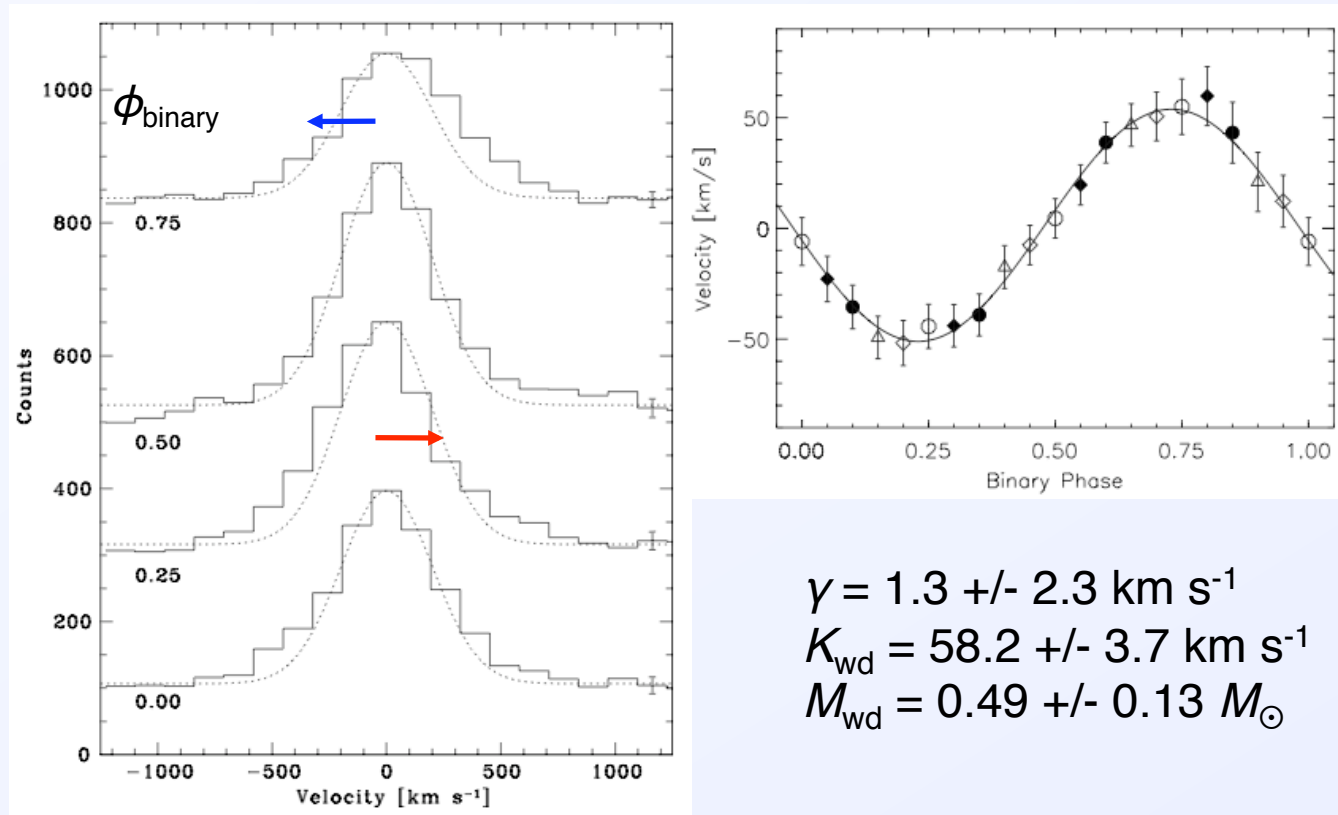 ϕbinary
1000
800
600
400
200
0
Counts
0.75
0.50
0.25
0.00
−1000
−500
0
500
1000
Velocity [km s⁻¹]
50
0
−50
Velocity [km/s]
0.00
0.25
0.50
0.75
1.00
Binary Phase
γ = 1.3 +/- 2.3 km s⁻¹
Kwd = 58.2 +/- 3.7 km s⁻¹
Mwd = 0.49 +/- 0.13 M⊙